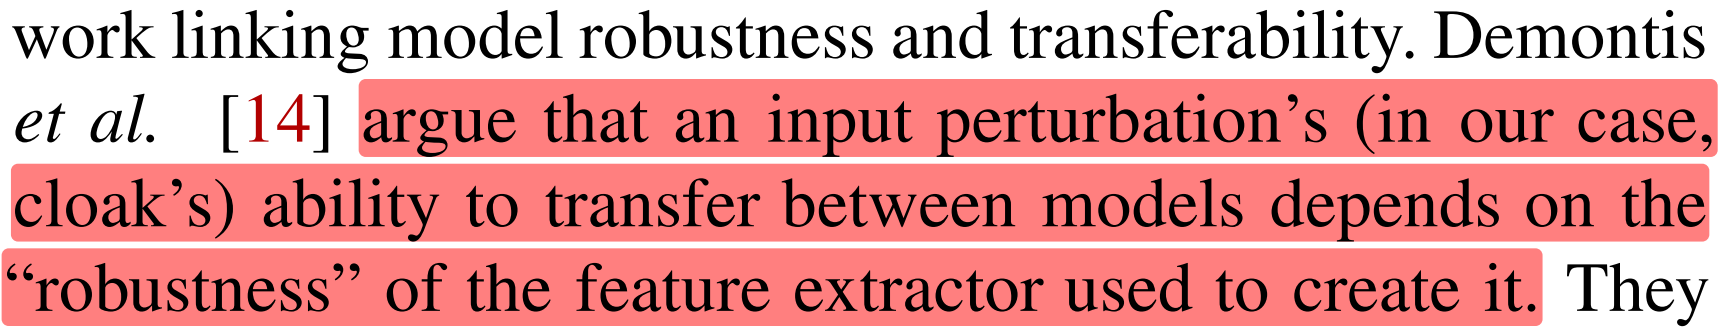 work linking model robustness and transferability. Demontis
et al. [14] argue that an input perturbation’s (in our case,
cloak’s) ability to transfer between models depends on the
“robustness” of the feature extractor used to create it. They